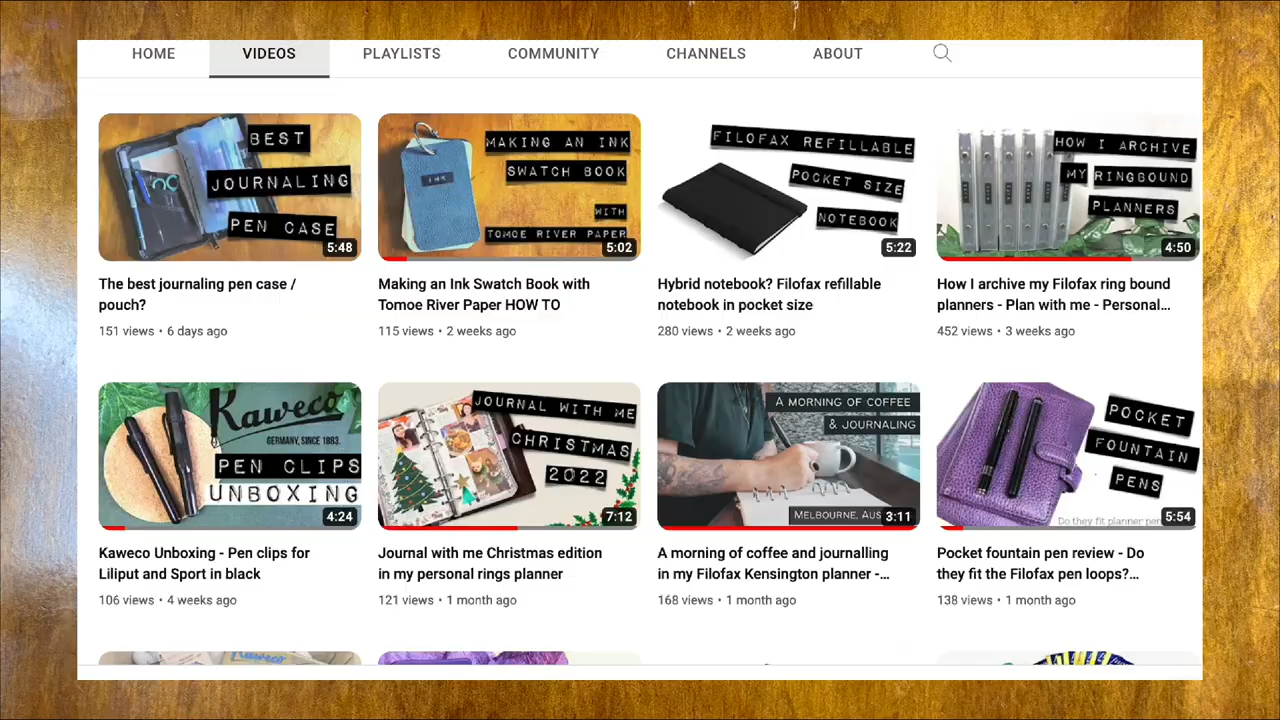 HOME
VIDEOS
PLAYLISTS
COMMUNITY
CHANNELS
ABOUT
BEST
JOURNALING
PEN CASE
5:48
MAKING AN INK
SWATCH BOOK
WITH
TOMOE RIVER PAPER
INK
5:02
FILOFAX REFILLABLE
POCKET SIZE
NOTEBOOK
5:22
HOW I ARCHIVE
MY RINGBOUND
PLANNERS
4:50
The best journaling pen case /
pouch?
151 views • 6 days ago
Making an Ink Swatch Book with
Tomoe River Paper HOW TO
115 views • 2 weeks ago
Hybrid notebook? Filofax refillable
notebook in pocket size
280 views • 2 weeks ago
How I archive my Filofax ring bound
planners - Plan with me - Personal...
452 views • 3 weeks ago
Kaweco
GERMANY, SINCE 1883.
PEN CLIPS
UNBOXING
4:24
JOURNAL WITH ME
CHRISTMAS
2022
7:12
A MORNING OF COFFEE
& JOURNALING
MELBOURNE, AUS
3:11
POCKET
FOUNTAIN
PENS
Do they fit planner pen
5:54
Kaweco Unboxing - Pen clips for
Liliput and Sport in black
106 views • 4 weeks ago
Journal with me Christmas edition
in my personal rings planner
121 views • 1 month ago
A morning of coffee and journalling
in my Filofax Kensington planner -...
168 views • 1 month ago
Pocket fountain pen review - Do
they fit the Filofax pen loops?...
138 views • 1 month ago
Kaweco